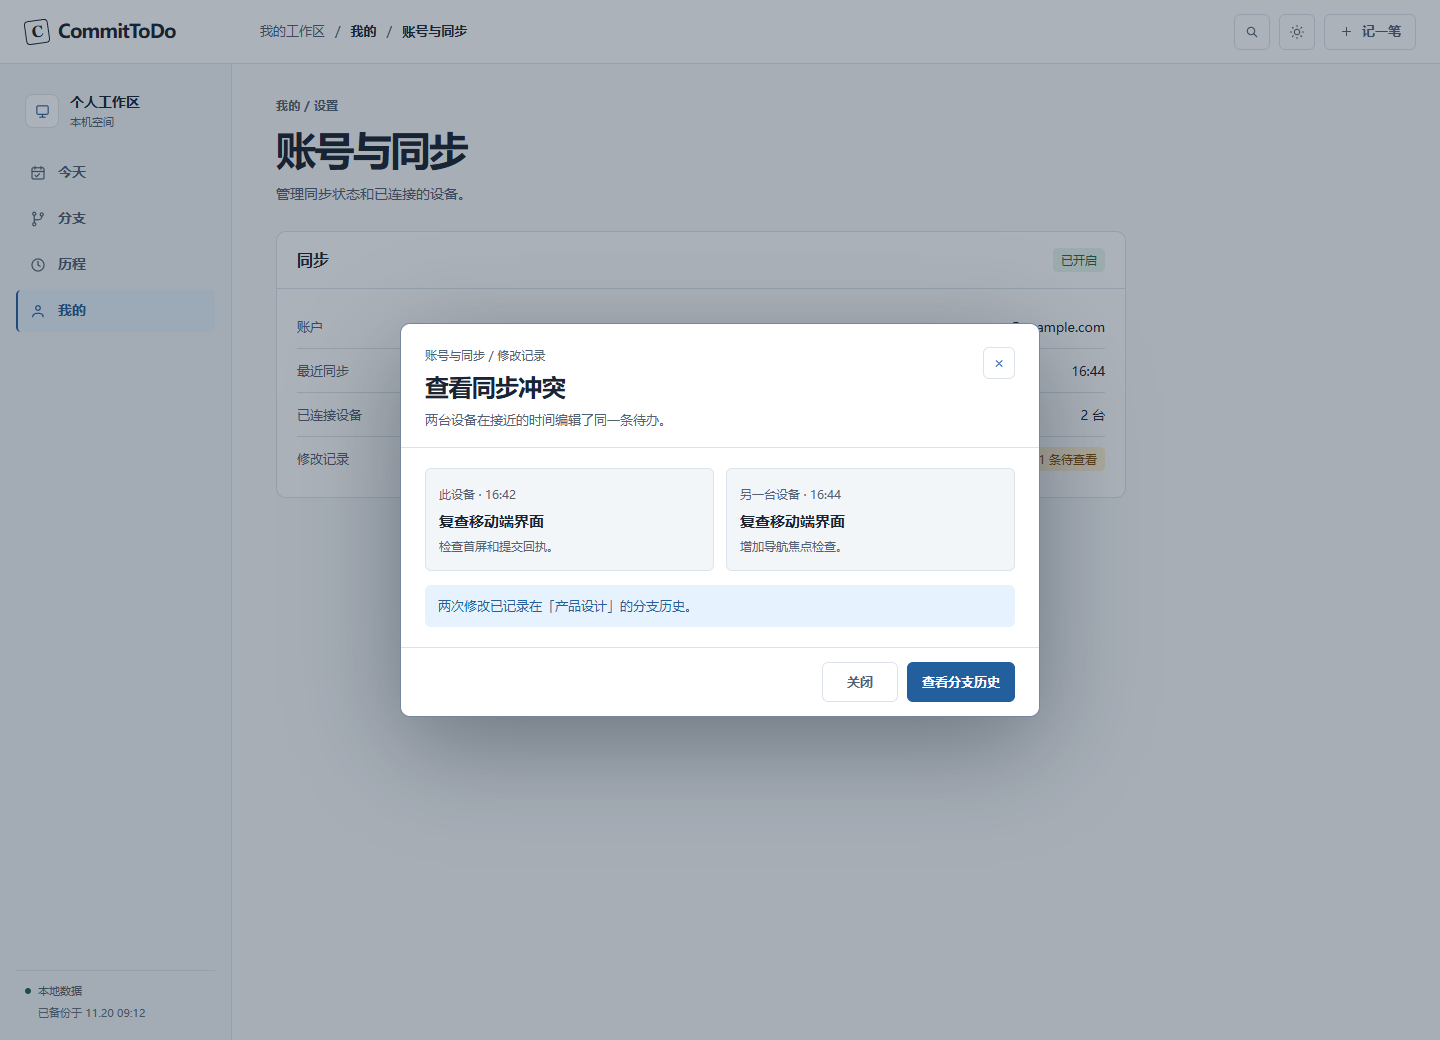 C CommitToDo
我的工作区 / 我的 / 账号与同步
记一笔
个人工作区
本机空间
今天
分支
历程
我的
本地数据
已备份于 11.20 09:12
我的 / 设置
账号与同步
管理同步状态和已连接的设备。
同步
已开启
账户
ample.com
最近同步
16:44
已连接设备
2 台
修改记录
1 条待查看
账号与同步 / 修改记录
查看同步冲突
两台设备在接近的时间编辑了同一条待办。
此设备 · 16:42
复查移动端界面
检查首屏和提交回执。
另一台设备 · 16:44
复查移动端界面
增加导航焦点检查。
两次修改已记录在「产品设计」的分支历史。
关闭
查看分支历史